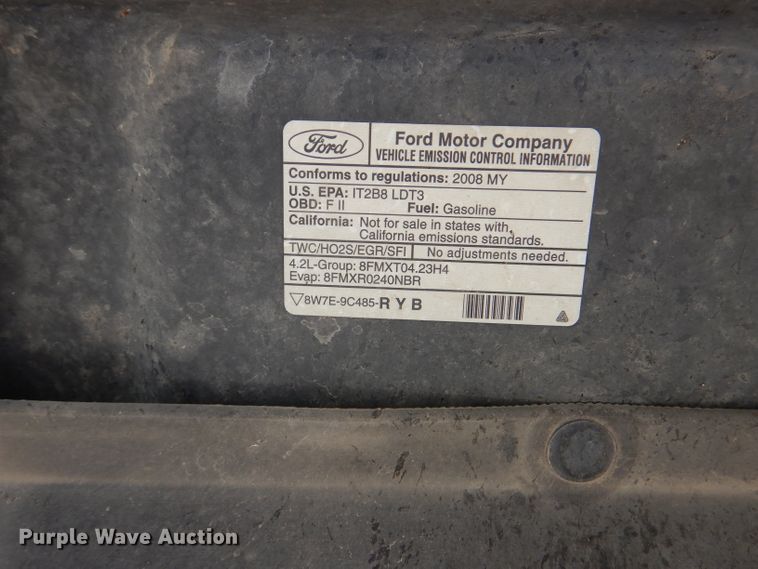 Ford
Ford Motor Company
VEHICLE EMISSION CONTROL INFORMATION
Conforms to regulations: 2008 MY
U.S. EPA: IT2B8 LDT3
OBD: F II Fuel: Gasoline
California: Not for sale in states with
California emissions standards.
TWC/HO2S/EGR/SFI No adjustments needed.
4.2L-Group: 8FMXT04.23H4
Evap: 8FMXR0240NBR
8W7E-9C485-R Y B
Purple Wave Auction